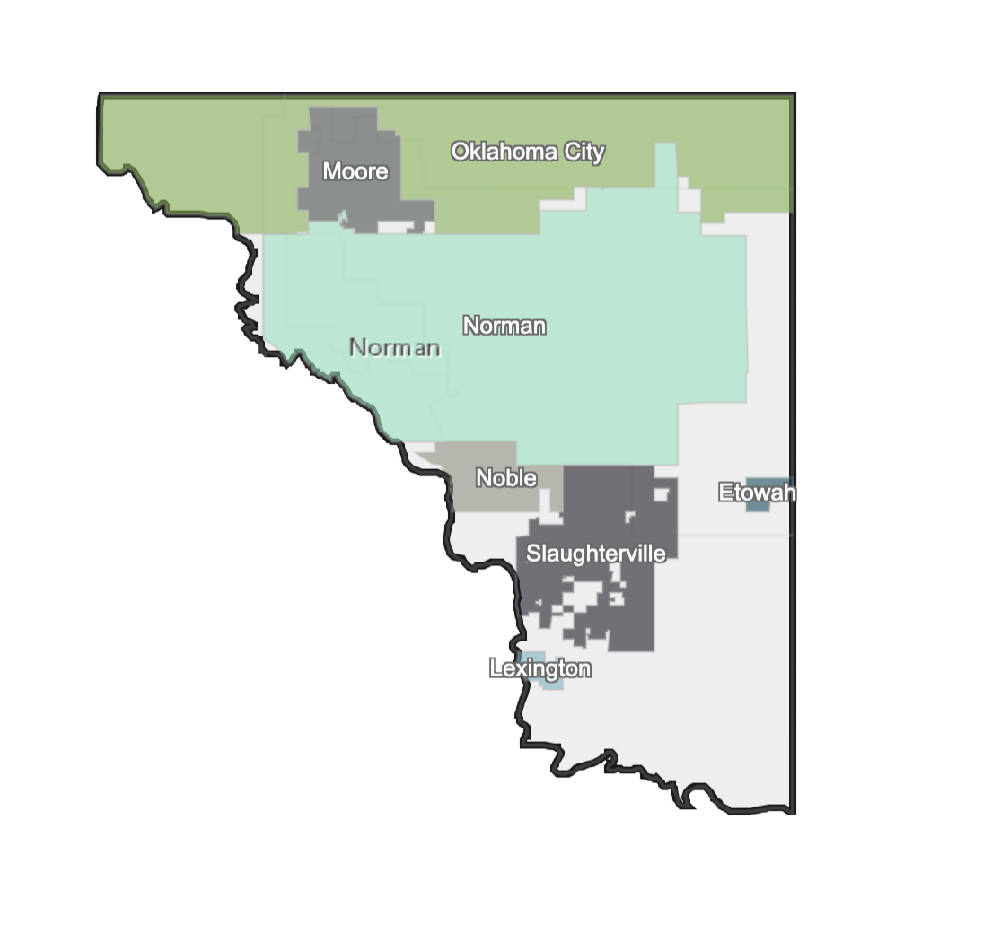 Oklahoma City
Moore
Norman
Norman
Noble
Etowah
Slaughterville
Lexington